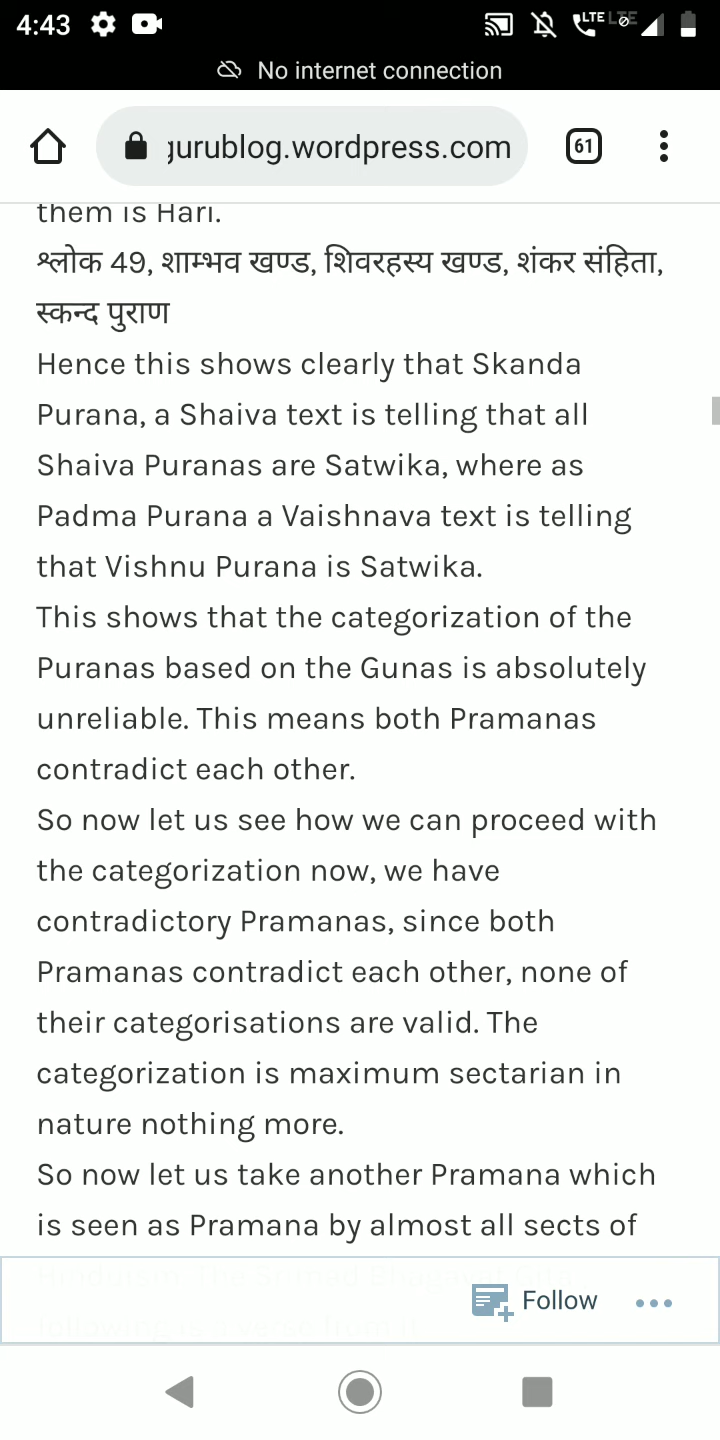 4:43
LTE
No internet connection
gurublog.wordpress.com
61
them is Hari.
श्लोक 49, शाम्भव खण्ड, शिवरहस्य खण्ड, शंकर संहिता,
स्कन्द पुराण
Hence this shows clearly that Skanda
Purana, a Shaiva text is telling that all
Shaiva Puranas are Satwika, where as
Padma Purana a Vaishnava text is telling
that Vishnu Purana is Satwika.
This shows that the categorization of the
Puranas based on the Gunas is absolutely
unreliable. This means both Pramanas
contradict each other.
So now let us see how we can proceed with
the categorization now, we have
contradictory Pramanas, since both
Pramanas contradict each other, none of
their categorisations are valid. The
categorization is maximum sectarian in
nature nothing more.
So now let us take another Pramana which
is seen as Pramana by almost all sects of
Follow